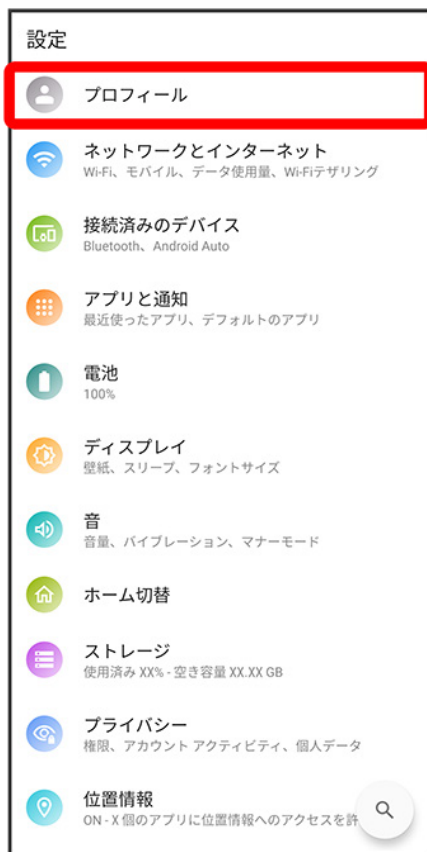 設定
プロフィール
ネットワークとインターネット
Wi-Fi、モバイル、データ使用量、Wi-Fiテザリング
接続済みのデバイス
Bluetooth、Android Auto
アプリと通知
最近使ったアプリ、デフォルトのアプリ
電池
100%
ディスプレイ
壁紙、スリープ、フォントサイズ
音
音量、バイブレーション、マナーモード
ホーム切替
ストレージ
使用済み XX% - 空き容量 XX.XX GB
プライバシー
権限、アカウント アクティビティ、個人データ
位置情報
ON - X 個のアプリに位置情報へのアクセスを許